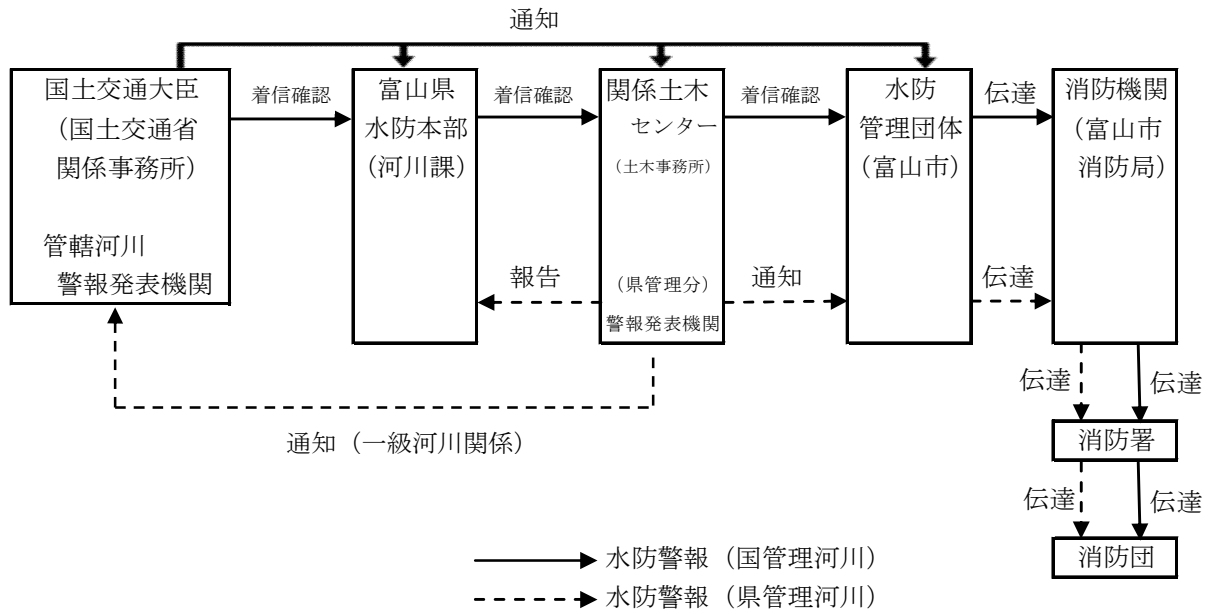 通知
国土交通大臣
（国土交通省
関係事務所）
管轄河川
警報発表機関
着信確認
富山県
水防本部
（河川課）
着信確認
関係土木
センター
（土木事務所）
（県管理分）
警報発表機関
着信確認
水防
管理団体
（富山市）
伝達
消防機関
（富山市
消防局）
報告
通知
伝達
通知（一級河川関係）
伝達
伝達
消防署
伝達
伝達
消防団
水防警報（国管理河川）
水防警報（県管理河川）